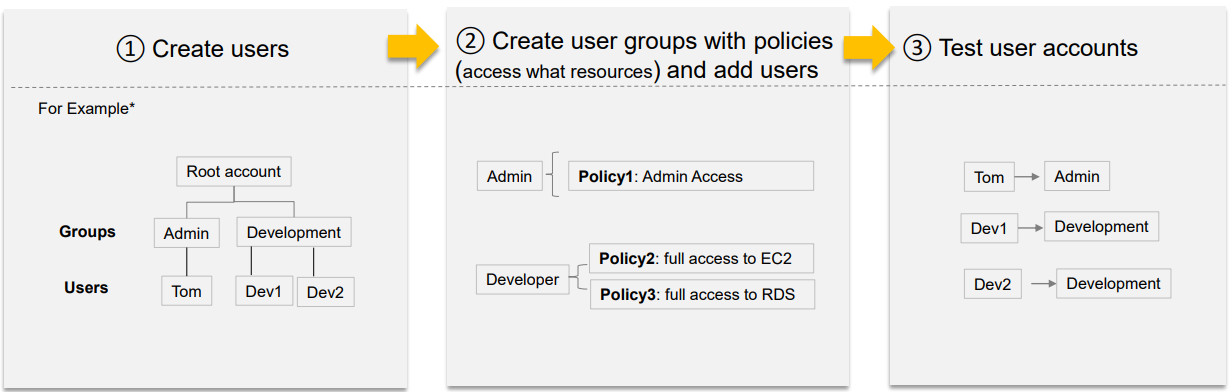 ① Create users
For Example*
Root account
Groups
Admin
Development
Users
Tom
Dev1
Dev2
② Create user groups with policies
(access what resources) and add users
Admin
Policy1: Admin Access
Developer
Policy2: full access to EC2
Policy3: full access to RDS
③ Test user accounts
Tom
Admin
Dev1
Development
Dev2
Development